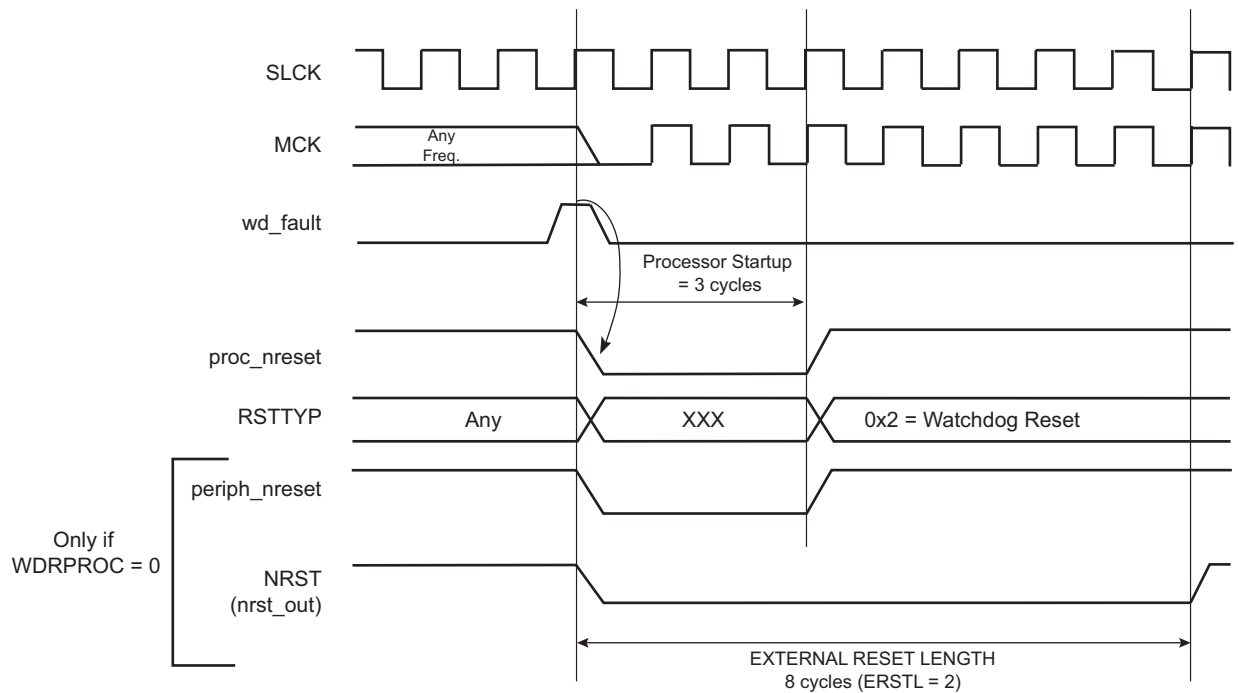 SLCK
MCK
Any
Freq.
wd_fault
Processor Startup
= 3 cycles
proc_nreset
RSTTYP
Any
XXX
0x2 = Watchdog Reset
periph_nreset
Only if
WDRPROC = 0
NRST
(nrst_out)
EXTERNAL RESET LENGTH
8 cycles (ERSTL = 2)